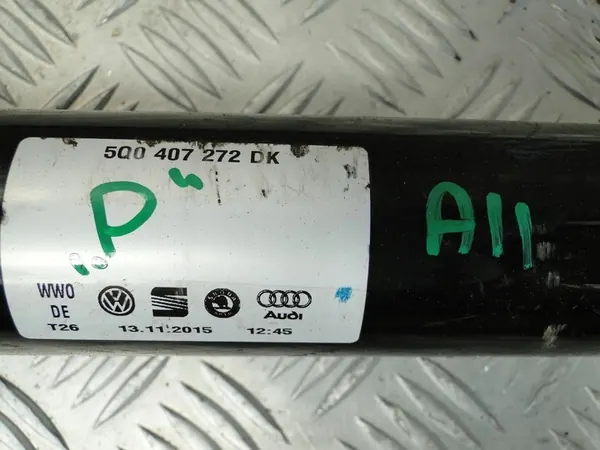 5Q0 407 272 DK
„P“
A11
WWO
DE
T26
13.11.2015
12:45
Audi